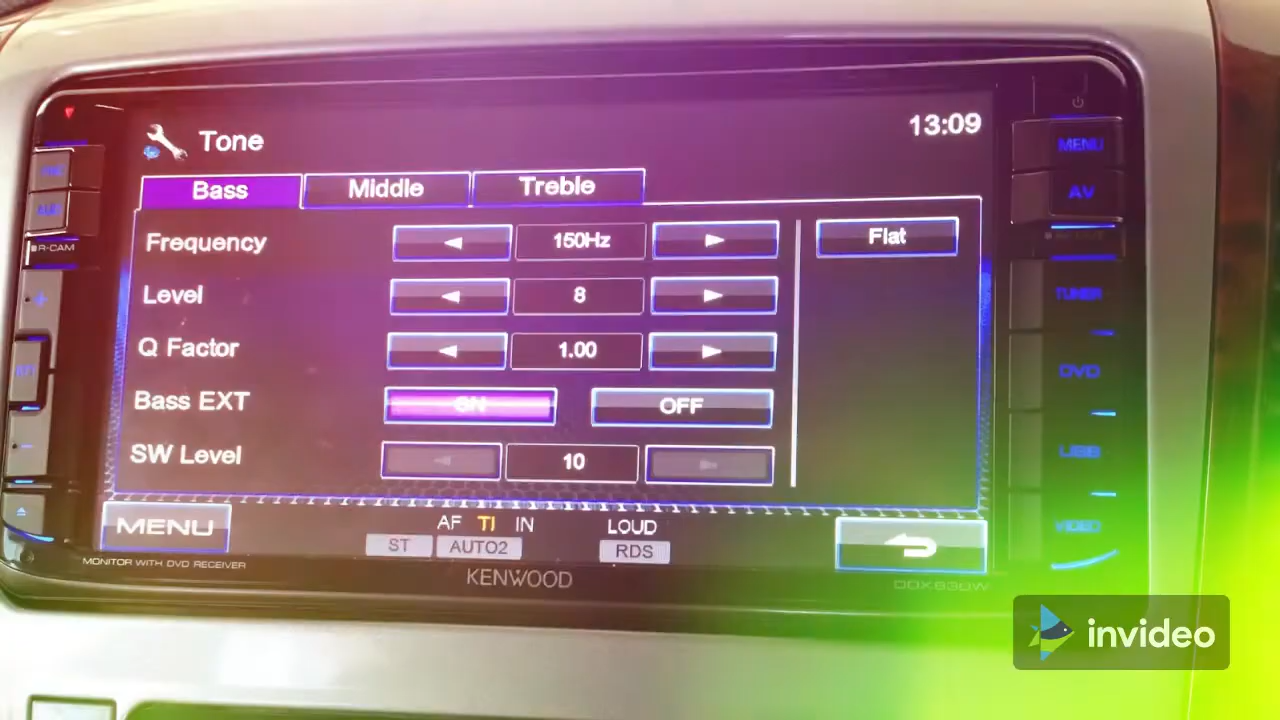 Tone
13:09
MENU
Bass Middle Treble
AV
Frequency 150Hz Flat
R-CAM
Level 8
TUNER
Q Factor 1.00
DVD
Bass EXT ON OFF
SW Level 10
USB
MENU
AF TI IN LOUD
VIDEO
ST AUTO2 RDS
MONITOR WITH DVD RECEIVER
KENWOOD
invideo